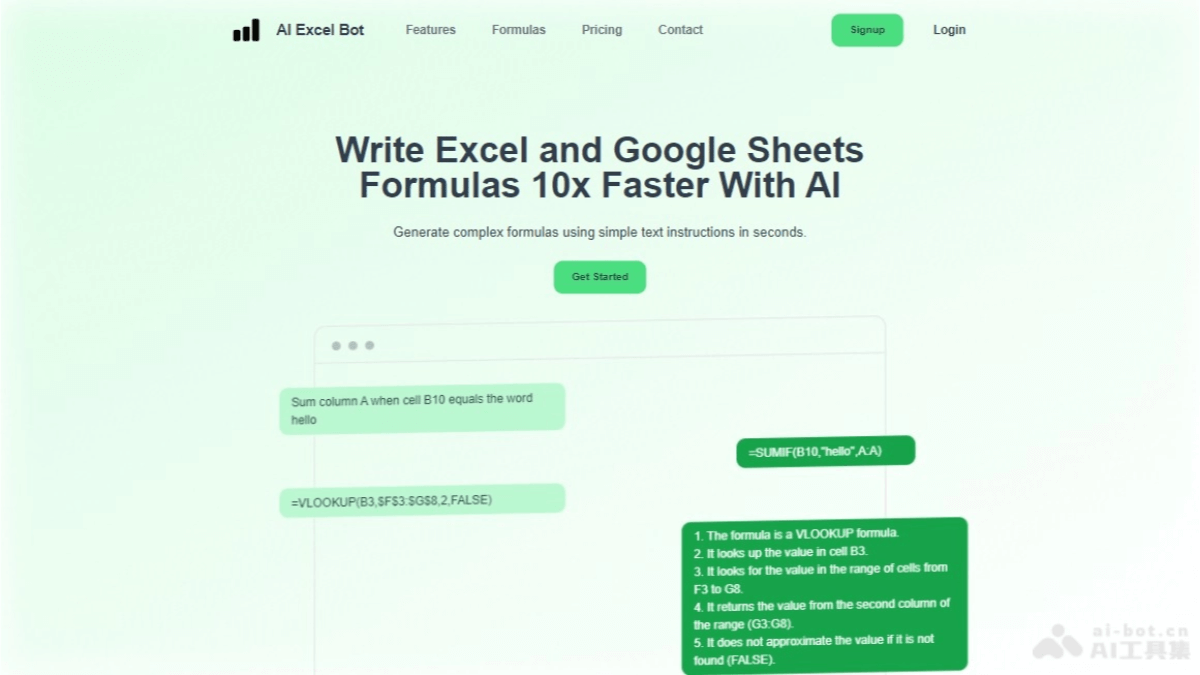 AI Excel Bot
Features
Formulas
Pricing
Contact
Signup
Login
Write Excel and Google Sheets
Formulas 10x Faster With AI
Generate complex formulas using simple text instructions in seconds.
Get Started
Sum column A when cell B10 equals the word
hello
=SUMIF(B10,"hello",A:A)
=VLOOKUP(B3,$F$3:$G$8,2,FALSE)
1. The formula is a VLOOKUP formula.
2. It looks up the value in cell B3.
3. It looks for the value in the range of cells from
F3 to G8.
4. It returns the value from the second column of
the range (G3:G8).
5. It does not approximate the value if it is not
found (FALSE).
ai-bot.cn
AI工具集